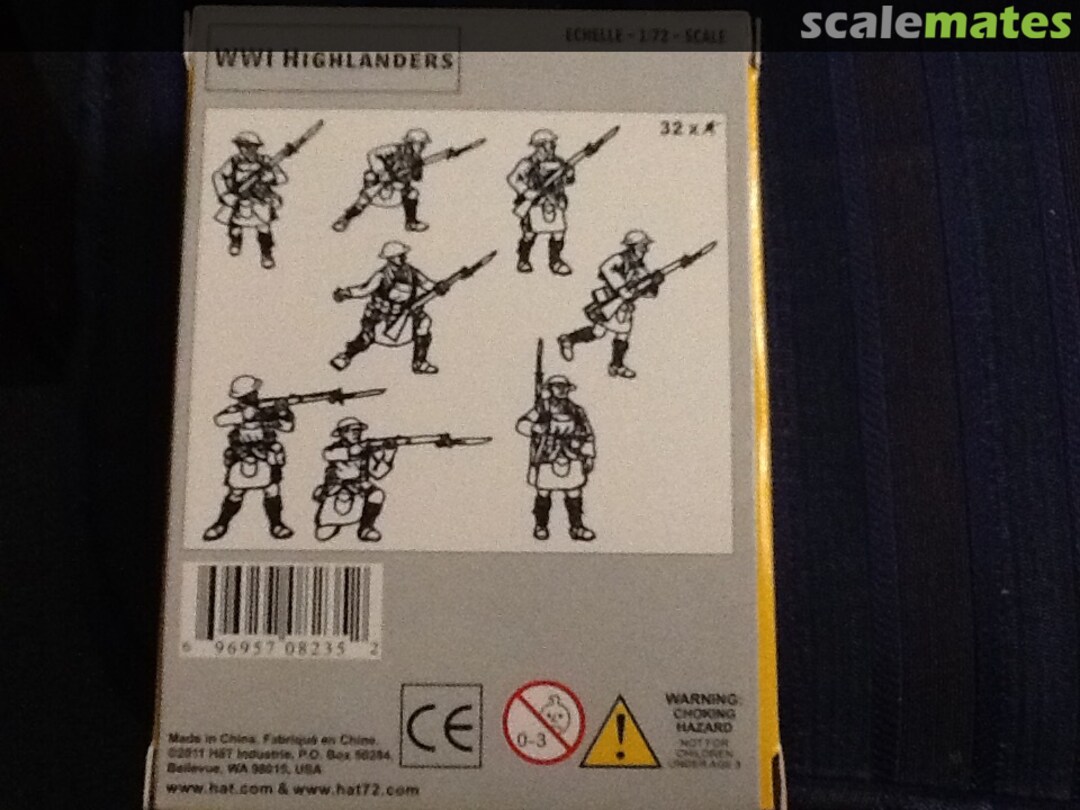 scalemates
ECHELLE - 1:72 - SCALE
WWI HIGHLANDERS
32 x
6 96957 08235 2
CE
0-3
WARNING:
CHOKING
HAZARD
NOT FOR
CHILDREN
UNDER AGE 3
Made in China. Fabriqué en Chine.
©2011 HäT Industrie, P.O. Box 50284
Bellevue, WA 98015, USA
www.hat.com & www.hat72.com